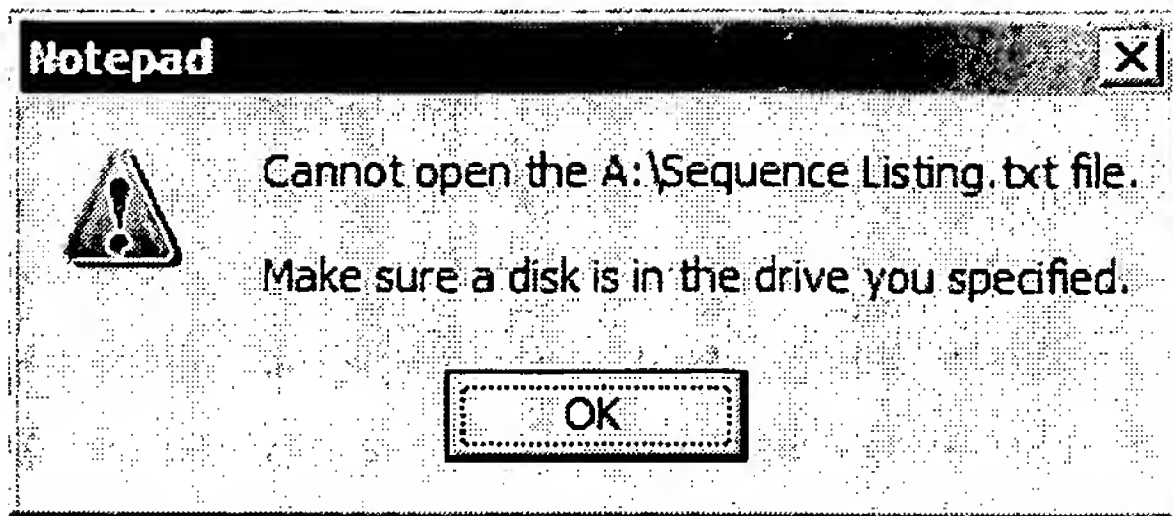 Notepad
Cannot open the A:\Sequence Listing.txt file.
Make sure a disk is in the drive you specified.
OK